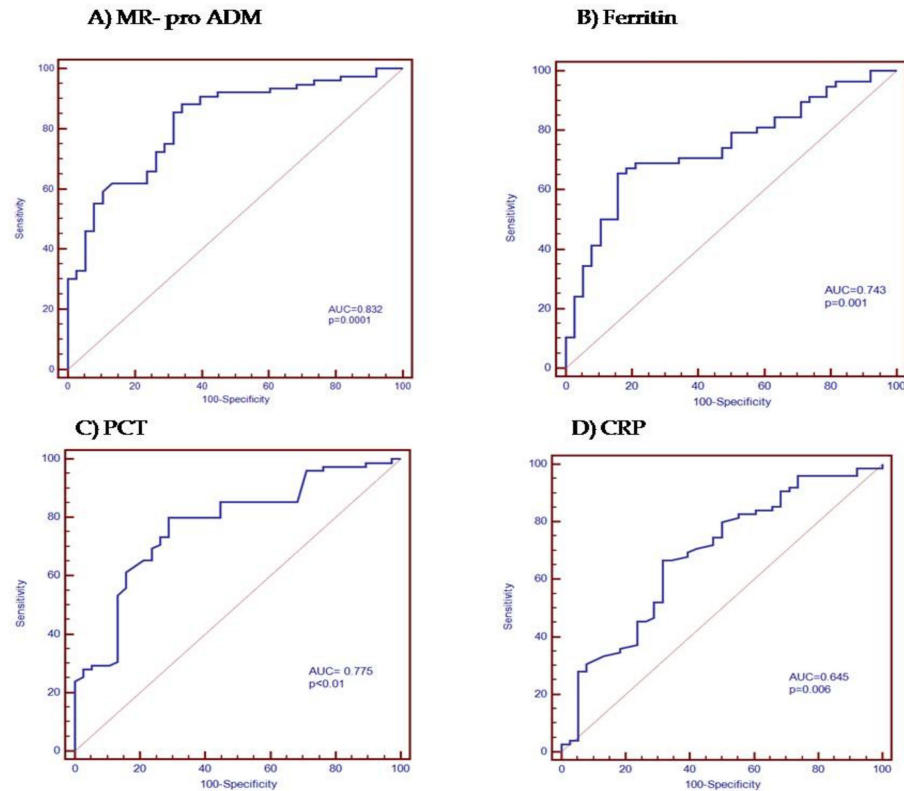 A) MR- pro ADM
100
80
60
40
20
0
Sensitivity
0 20 40 60 80 100
100-Specificity
AUC=0.832
p=0.0001
B) Ferritin
100
80
60
40
20
0
Sensitivity
0 20 40 60 80 100
100-Specificity
AUC=0.743
p=0.001
C) PCT
100
80
60
40
20
0
Sensitivity
0 20 40 60 80 100
100-Specificity
AUC= 0.775
p<0.01
D) CRP
100
80
60
40
20
0
Sensitivity
0 20 40 60 80 100
100-Specificity
AUC=0.645
p=0.006